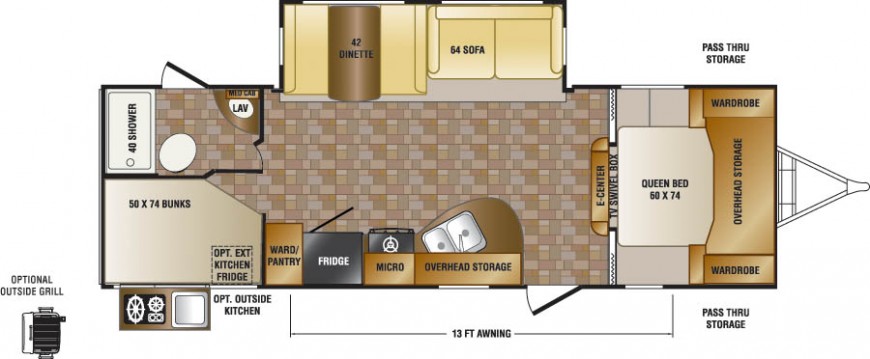 42
DINETTE
64 SOFA
PASS THRU
STORAGE
MED CAB
LAV
40 SHOWER
WARDROBE
E-CENTER
TV SWIVEL BOX
QUEEN BED
60 X 74
OVERHEAD STORAGE
50 X 74 BUNKS
OPT. EXT
KITCHEN
FRIDGE
WARD/
PANTRY
FRIDGE
MICRO
OVERHEAD STORAGE
WARDROBE
OPTIONAL
OUTSIDE GRILL
OPT. OUTSIDE
KITCHEN
13 FT AWNING
PASS THRU
STORAGE